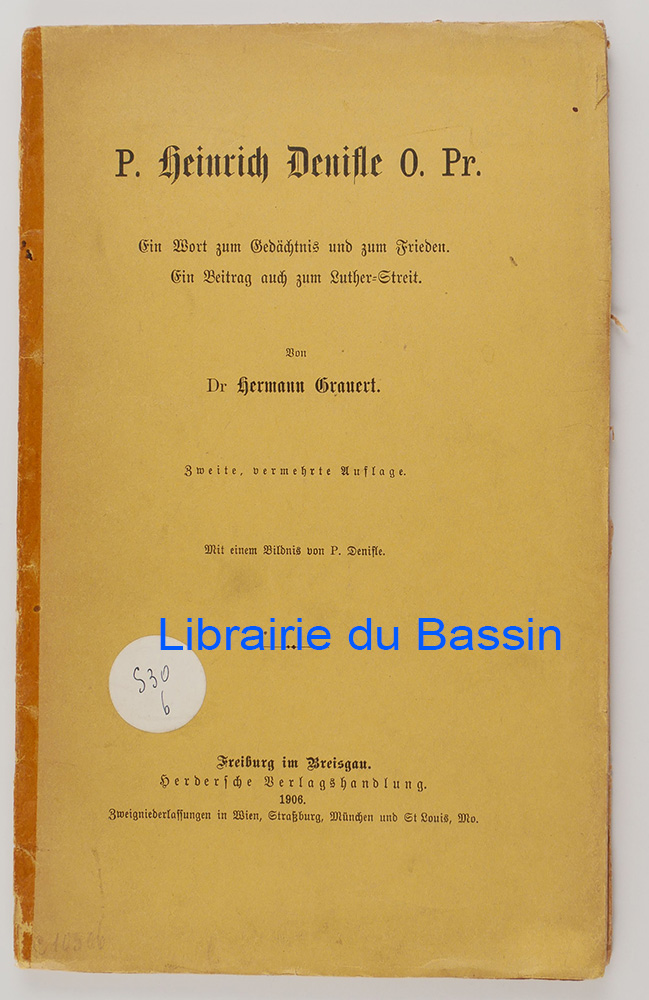 P. Heinrich Denifle O. Pr.
Ein Wort zum Gedächtnis und zum Frieden.
Ein Beitrag auch zum Luther=Streit.
Von
Dr Hermann Grauert.
Zweite, vermehrte Auflage.
Mit einem Bildnis von P. Denifle.
Librairie du Bassin
530
6
Freiburg im Breisgau.
Herdersche Verlagshandlung.
1906.
Zweigniederlassungen in Wien, Straßburg, München und St Louis, Mo.